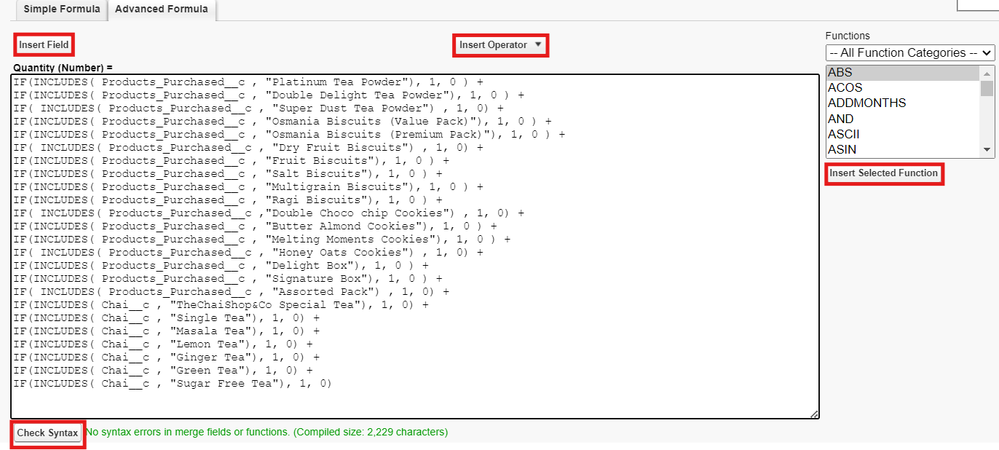 Simple Formula
Advanced Formula
Insert Field
Insert Operator
Functions
-- All Function Categories --
ABS
ACOS
ADDMONTHS
AND
ASCII
ASIN
Insert Selected Function
Quantity (Number) =
IF(INCLUDES( Products_Purchased__c , "Platinum Tea Powder"), 1, 0 ) +
IF(INCLUDES( Products_Purchased__c , "Double Delight Tea Powder"), 1, 0 ) +
IF( INCLUDES( Products_Purchased__c , "Super Dust Tea Powder") , 1, 0) +
IF(INCLUDES( Products_Purchased__c , "Osmania Biscuits (Value Pack)"), 1, 0 ) +
IF(INCLUDES( Products_Purchased__c , "Osmania Biscuits (Premium Pack)"), 1, 0 ) +
IF( INCLUDES( Products_Purchased__c , "Dry Fruit Biscuits") , 1, 0) +
IF(INCLUDES( Products_Purchased__c , "Fruit Biscuits"), 1, 0 ) +
IF(INCLUDES( Products_Purchased__c , "Salt Biscuits"), 1, 0 ) +
IF(INCLUDES( Products_Purchased__c , "Multigrain Biscuits"), 1, 0 ) +
IF(INCLUDES( Products_Purchased__c , "Ragi Biscuits"), 1, 0 ) +
IF( INCLUDES( Products_Purchased__c ,"Double Choco chip Cookies") , 1, 0) +
IF(INCLUDES( Products_Purchased__c , "Butter Almond Cookies"), 1, 0 ) +
IF(INCLUDES( Products_Purchased__c , "Melting Moments Cookies"), 1, 0 ) +
IF( INCLUDES( Products_Purchased__c , "Honey Oats Cookies") , 1, 0) +
IF(INCLUDES( Products_Purchased__c , "Delight Box"), 1, 0 ) +
IF(INCLUDES( Products_Purchased__c , "Signature Box"), 1, 0 ) +
IF( INCLUDES( Products_Purchased__c , "Assorted Pack") , 1, 0) +
IF(INCLUDES( Chai__c , "TheChaiShop&Co Special Tea"), 1, 0) +
IF(INCLUDES( Chai__c , "Single Tea"), 1, 0) +
IF(INCLUDES( Chai__c , "Masala Tea"), 1, 0) +
IF(INCLUDES( Chai__c , "Lemon Tea"), 1, 0) +
IF(INCLUDES( Chai__c , "Ginger Tea"), 1, 0) +
IF(INCLUDES( Chai__c , "Green Tea"), 1, 0) +
IF(INCLUDES( Chai__c , "Sugar Free Tea"), 1, 0)
Check Syntax
No syntax errors in merge fields or functions. (Compiled size: 2,229 characters)